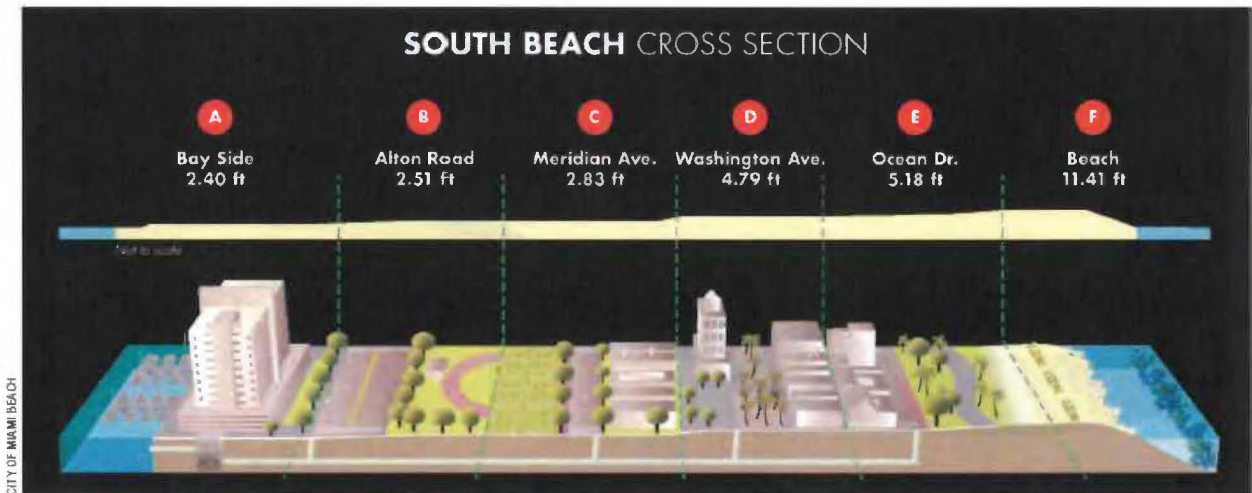 SOUTH BEACH CROSS SECTION
A
Bay Side
2.40 ft
B
Alton Road
2.51 ft
C
Meridian Ave.
2.83 ft
D
Washington Ave.
4.79 ft
E
Ocean Dr.
5.18 ft
F
Beach
11.41 ft
Not to scale
CITY OF MIAMI BEACH